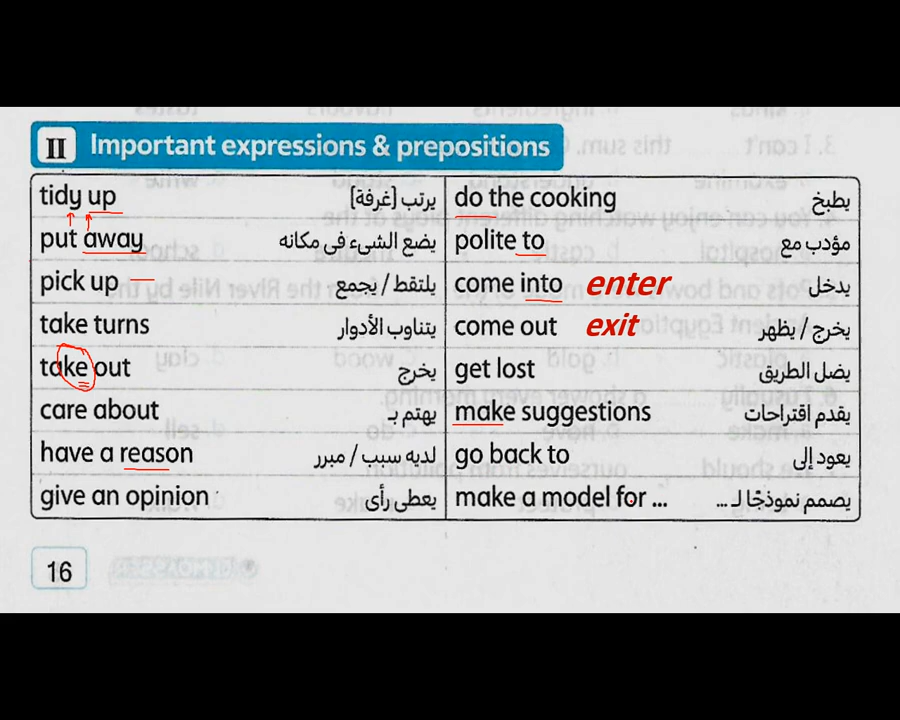 II Important expressions & prepositions
tidy up يرتب (غرفة) do the cooking يطبخ
put away يضع الشيء في مكانه polite to مؤدب مع
pick up يلتقط / يجمع come into enter يدخل
take turns يتناوب الأدوار come out exit يخرج / يظهر
take out يخرج get lost يضل الطريق
care about يهتم بـ make suggestions يقدم اقتراحات
have a reason لديه سبب / مبرر go back to يعود إلى
give an opinion يعطى رأى make a model for ... يصمم نموذجًا لـ ...
16